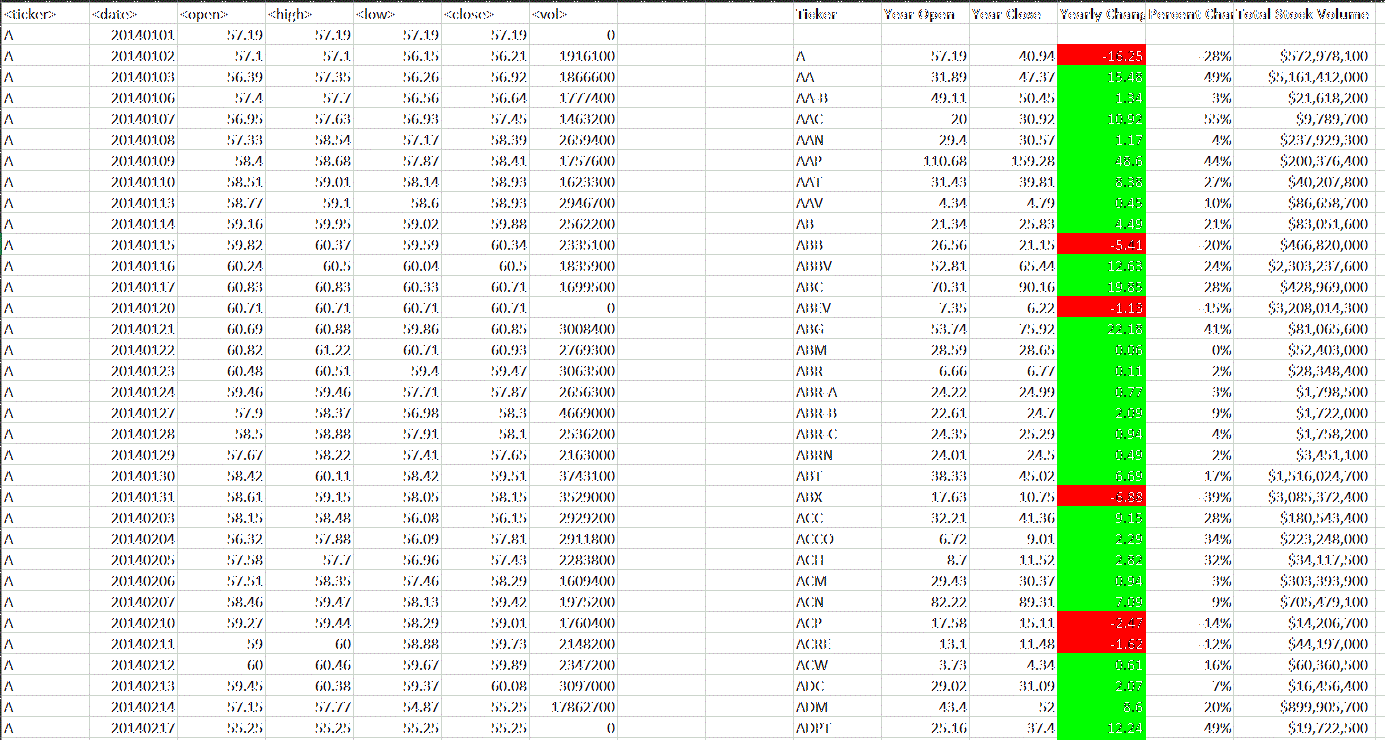 <ticker> <date> <open> <high> <low> <close> <vol> Ticker Year Open Year Close Yearly Chang Percent Char Total Stock Volume
A 20140101 57.19 57.19 57.19 57.19 0
A 20140102 57.1 57.1 56.15 56.21 1916100 A 57.19 40.94 -16.25 -28% $572,978,100
A 20140103 56.39 57.35 56.26 56.92 1866600 AA 31.89 47.37 15.48 49% $5,161,412,000
A 20140106 57.4 57.7 56.56 56.64 1777400 AA-B 49.11 50.45 1.34 3% $21,618,200
A 20140107 56.95 57.63 56.93 57.45 1463200 AAC 20 30.92 10.92 55% $9,789,700
A 20140108 57.33 58.54 57.17 58.39 2659400 AAN 29.4 30.57 1.17 4% $237,929,300
A 20140109 58.4 58.68 57.87 58.41 1757600 AAP 110.68 159.28 48.6 44% $200,376,400
A 20140110 58.51 59.01 58.14 58.93 1623300 AAT 31.43 39.81 8.38 27% $40,207,800
A 20140113 58.77 59.1 58.6 58.93 2946700 AAV 4.34 4.79 0.45 10% $86,658,700
A 20140114 59.16 59.95 59.02 59.88 2562200 AB 21.34 25.83 4.49 21% $83,051,600
A 20140115 59.82 60.37 59.59 60.34 2335100 ABB 26.56 21.15 -5.41 -20% $466,820,000
A 20140116 60.24 60.5 60.04 60.5 1835900 ABBV 52.81 65.44 12.63 24% $2,303,237,600
A 20140117 60.83 60.83 60.33 60.71 1699500 ABC 70.31 90.16 19.85 28% $428,969,000
A 20140120 60.71 60.71 60.71 60.71 0 ABEV 7.35 6.22 -1.13 -15% $3,208,014,300
A 20140121 60.69 60.88 59.86 60.85 3008400 ABG 53.74 75.92 22.18 41% $81,065,600
A 20140122 60.82 61.22 60.71 60.93 2769300 ABM 28.59 28.65 0.06 0% $52,403,000
A 20140123 60.48 60.51 59.4 59.47 3063500 ABR 6.66 6.77 0.11 2% $28,348,400
A 20140124 59.46 59.46 57.71 57.87 2656300 ABR-A 24.22 24.99 0.77 3% $1,798,500
A 20140127 57.9 58.37 56.98 58.3 4669000 ABR-B 22.61 24.7 2.09 9% $1,722,000
A 20140128 58.5 58.88 57.91 58.1 2536200 ABR-C 24.35 25.29 0.94 4% $1,758,200
A 20140129 57.67 58.22 57.41 57.65 2163000 ABRN 24.01 24.5 0.49 2% $3,451,100
A 20140130 58.42 60.11 58.42 59.51 3743100 ABT 38.33 45.02 6.69 17% $1,516,024,700
A 20140131 58.61 59.15 58.05 58.15 3529000 ABX 17.63 10.75 -6.88 -39% $3,085,372,400
A 20140203 58.15 58.48 56.08 56.15 2929200 ACC 32.21 41.36 9.15 28% $180,543,400
A 20140204 56.32 57.88 56.09 57.81 2911800 ACCO 6.72 9.01 2.29 34% $223,248,000
A 20140205 57.58 57.7 56.96 57.43 2283800 ACH 8.7 11.52 2.82 32% $34,117,500
A 20140206 57.51 58.35 57.46 58.29 1609400 ACM 29.43 30.37 0.94 3% $303,393,900
A 20140207 58.46 59.47 58.13 59.42 1975200 ACN 82.22 89.31 7.09 9% $705,479,100
A 20140210 59.27 59.44 58.29 59.01 1760400 ACP 17.58 15.11 -2.47 -14% $14,206,700
A 20140211 59 60 58.88 59.73 2148200 ACRE 13.1 11.48 -1.62 -12% $44,197,000
A 20140212 60 60.46 59.67 59.89 2347200 ACW 3.73 4.34 0.61 16% $60,360,500
A 20140213 59.45 60.38 59.37 60.08 3097000 ADC 29.02 31.09 2.07 7% $16,456,400
A 20140214 57.15 57.77 54.87 55.25 17862700 ADM 43.4 52 8.6 20% $899,905,700
A 20140217 55.25 55.25 55.25 55.25 0 ADPT 25.16 37.4 12.24 49% $19,722,500